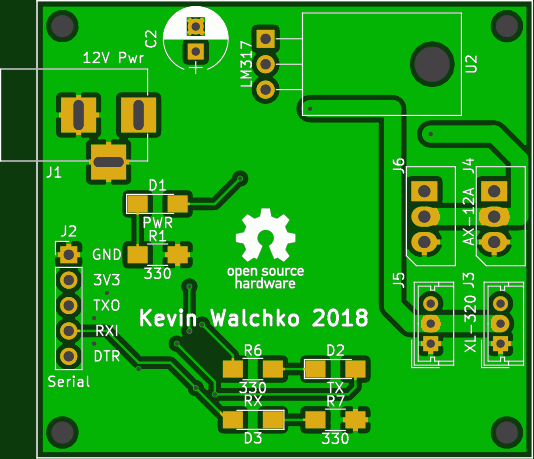 C2
12V Pwr
LM317
U2
J1
J6
J4
D1
PWR
AX-12A
J2
R1
GND
330
open source
hardware
3V3
J5
J3
TXO
Kevin Walchko 2018
XL-320
RXI
DTR
R6
D2
Serial
330
TX
RX
R7
D3
330